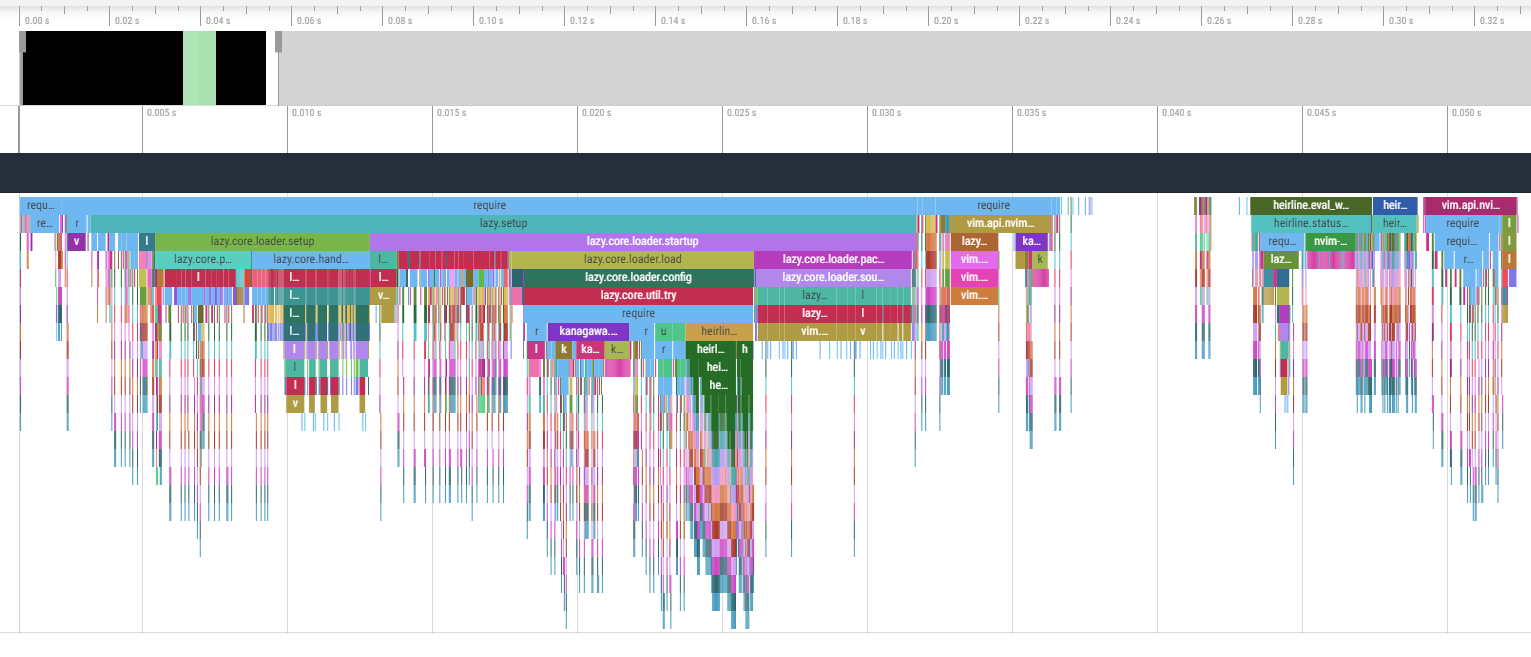 0.00 s 0.02 s 0.04 s 0.06 s 0.08 s 0.10 s 0.12 s 0.14 s 0.16 s 0.18 s 0.20 s 0.22 s 0.24 s 0.26 s 0.28 s 0.30 s 0.32 s
0.005 s 0.010 s 0.015 s 0.020 s 0.025 s 0.030 s 0.035 s 0.040 s 0.045 s 0.050 s
requ... require require heirline.eval_w... heir... vim.api.nvi...
re... r lazy.setup vim.api.nvim... heirline.status... heir... require l
v l lazy.core.loader.setup lazy.core.loader.startup lazy... ka... requ... nvim-... requi... l
lazy.core.p... lazy.core.hand... l... lazy.core.loader.load lazy.core.loader.pac... vim.... k laz... r... l
l l... l... lazy.core.loader.config lazy.core.loader.sou... vim....
l... v... lazy.core.util.try lazy... l vim...
l... require lazy... l
l... r kanagawa.... r u heirlin... vim... v
l l k ka... k... r heirl... h
l hei...
l he...
v